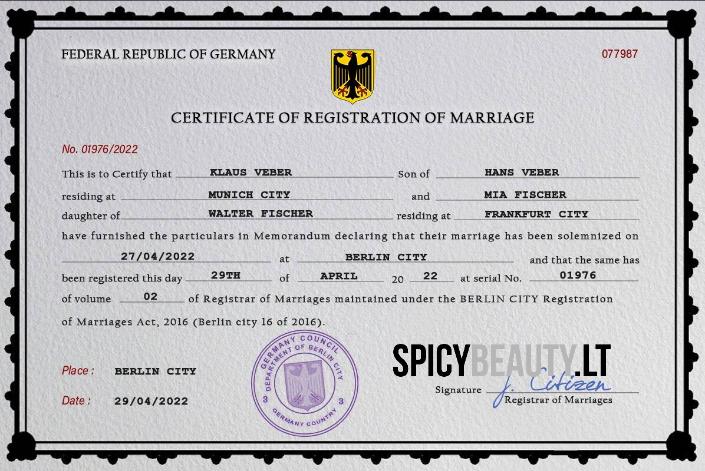 FEDERAL REPUBLIC OF GERMANY 077987
CERTIFICATE OF REGISTRATION OF MARRIAGE
No. 01976/2022
This is to Certify that KLAUS VEBER Son of HANS VEBER
residing at MUNICH CITY and MIA FISCHER
daughter of WALTER FISCHER residing at FRANKFURT CITY
have furnished the particulars in Memorandum declaring that their marriage has been solemnized on
27/04/2022 at BERLIN CITY and that the same has
been registered this day 29TH of APRIL 20 22 at serial No. 01976
of volume 02 of Registrar of Marriages maintained under the BERLIN CITY Registration
of Marriages Act, 2016 (Berlin city 16 of 2016).
GERMANY COUNCIL
DEPARTMENT OF BERLIN CITY
3 3
GERMANY COUNTRY
SPICYBEAUTY.LT
Place : BERLIN CITY
Signature J. Citizen
Registrar of Marriages
Date : 29/04/2022